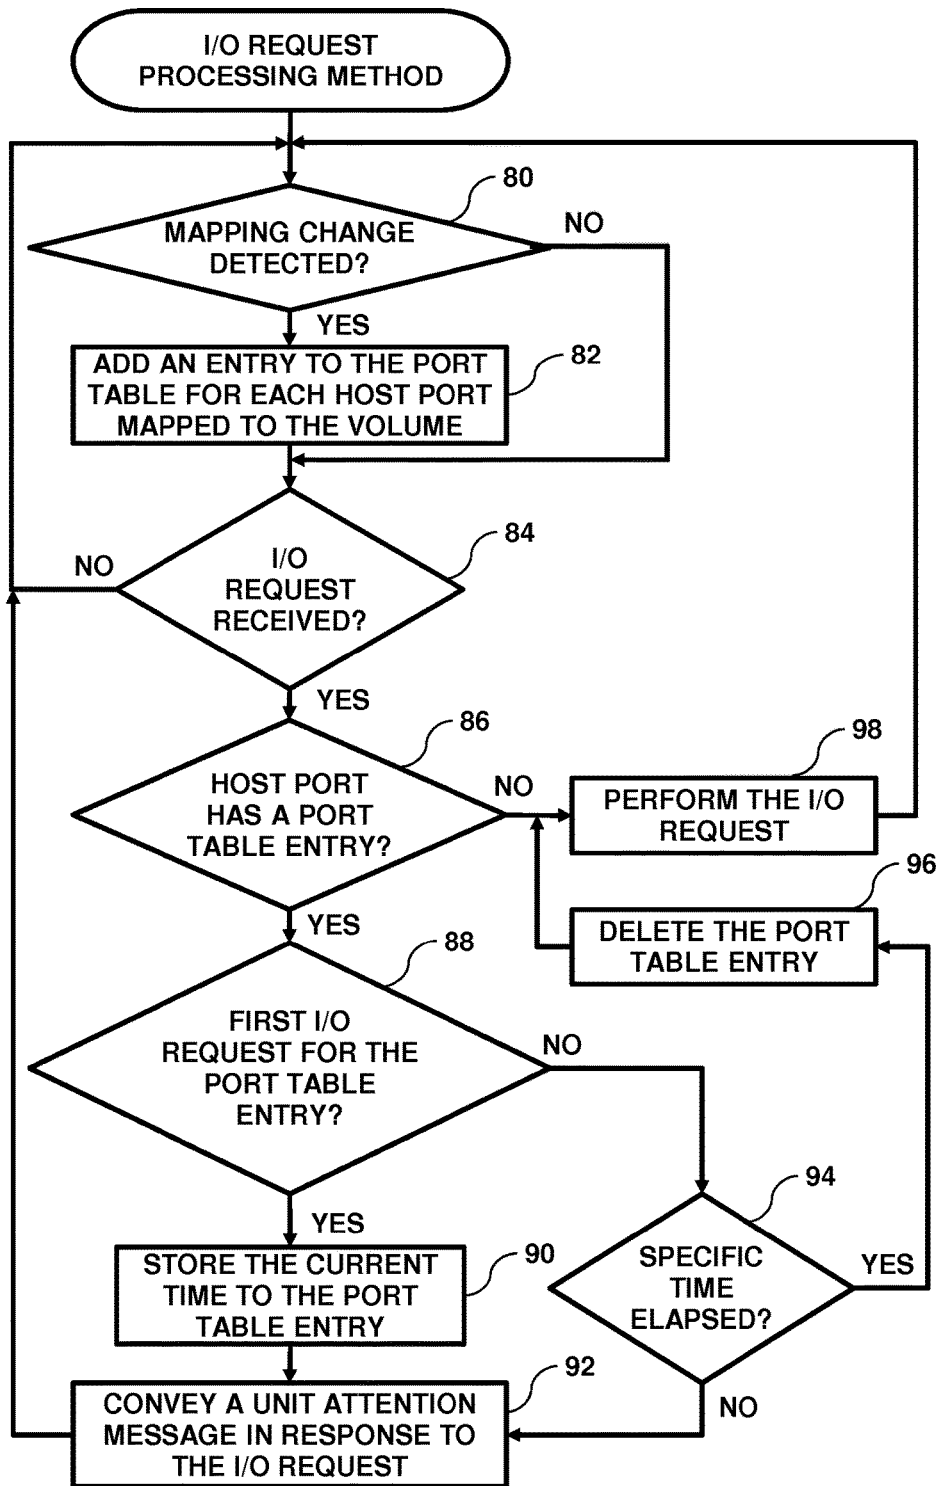 I/O REQUEST
PROCESSING METHOD
80
MAPPING CHANGE
DETECTED?
NO
YES
82
ADD AN ENTRY TO THE PORT
TABLE FOR EACH HOST PORT
MAPPED TO THE VOLUME
84
I/O
REQUEST
RECEIVED?
NO
YES
86
HOST PORT
HAS A PORT
TABLE ENTRY?
NO
98
PERFORM THE I/O
REQUEST
96
DELETE THE PORT
TABLE ENTRY
YES
88
FIRST I/O
REQUEST FOR THE
PORT TABLE
ENTRY?
NO
94
SPECIFIC
TIME
ELAPSED?
YES
NO
YES
90
STORE THE CURRENT
TIME TO THE PORT
TABLE ENTRY
92
CONVEY A UNIT ATTENTION
MESSAGE IN RESPONSE TO
THE I/O REQUEST